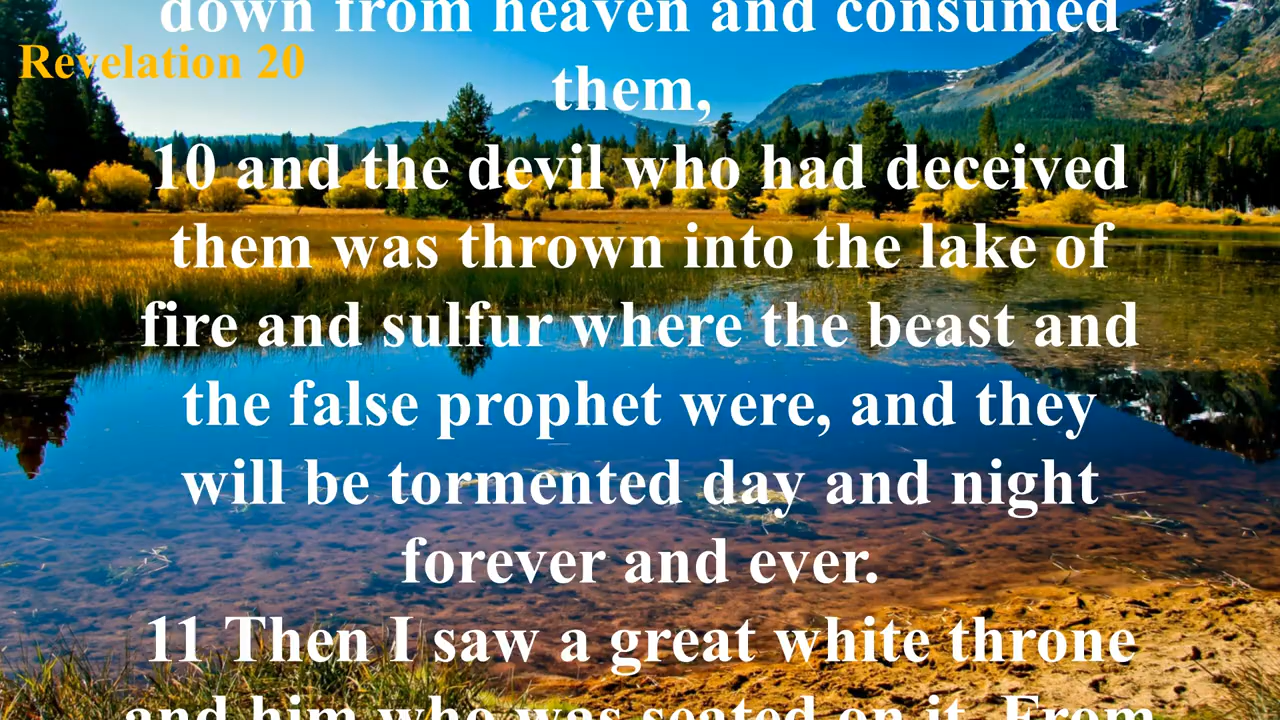 down from heaven and consumed
Revelation 20
them,
10 and the devil who had deceived
them was thrown into the lake of
fire and sulfur where the beast and
the false prophet were, and they
will be tormented day and night
forever and ever.
11 Then I saw a great white throne
and him who was seated on it. From